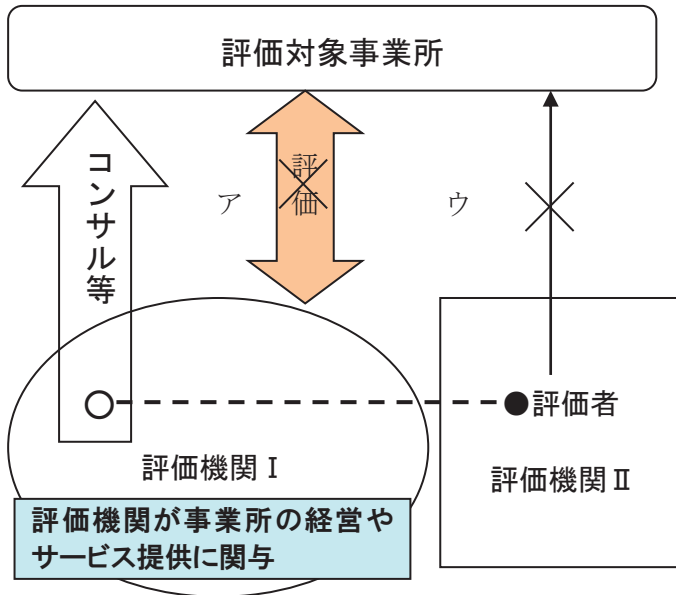 評価対象事業所
コンサル等
ア
評価
ウ
評価者
評価機関Ⅰ
評価機関Ⅱ
評価機関が事業所の経営や
サービス提供に関与